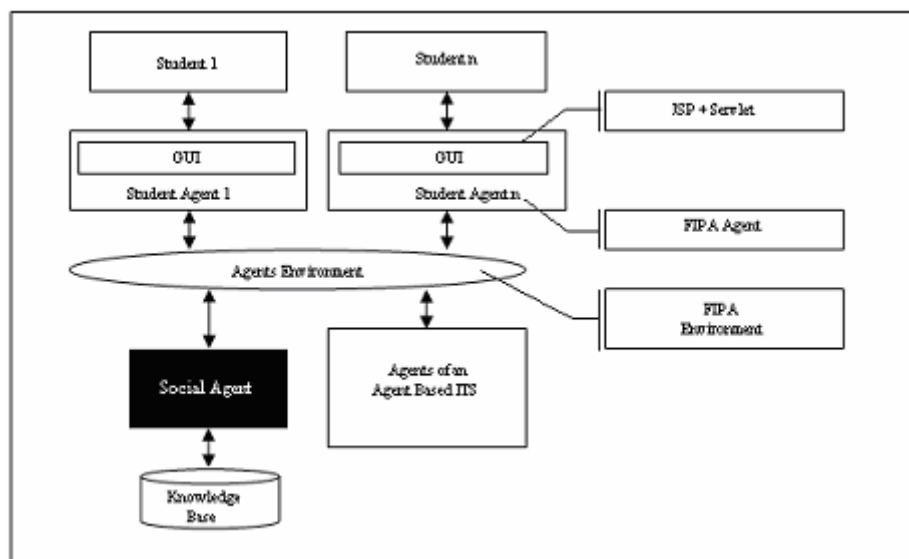 Student 1
Student n
JSP + Servlet
GUI
GUI
Student Agent 1
Student Agent n
FIPA Agent
Agents Environment
FIPA
Environment
Social Agent
Agents of an
Agent Based ITS
Knowledge
Base